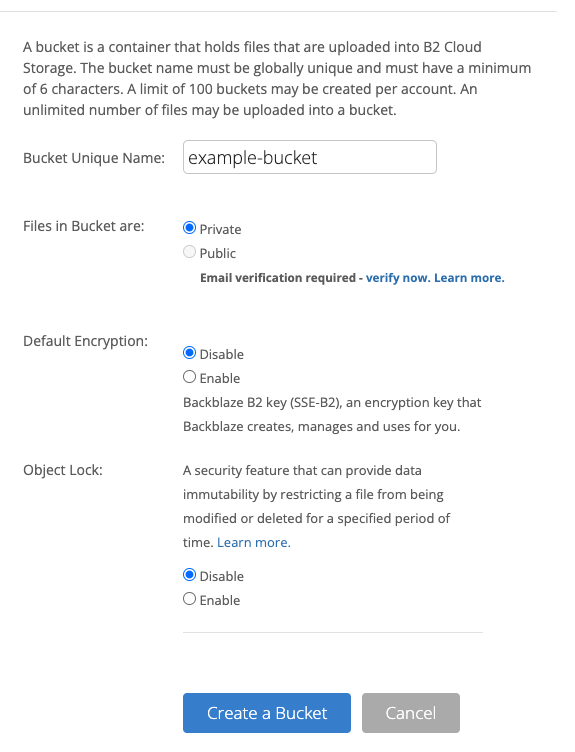 A bucket is a container that holds files that are uploaded into B2 Cloud
Storage. The bucket name must be globally unique and must have a minimum
of 6 characters. A limit of 100 buckets may be created per account. An
unlimited number of files may be uploaded into a bucket.
Bucket Unique Name: example-bucket
Files in Bucket are: Private
Public
Email verification required - verify now. Learn more.
Default Encryption: Disable
Enable
Backblaze B2 key (SSE-B2), an encryption key that
Backblaze creates, manages and uses for you.
Object Lock: A security feature that can provide data
immutability by restricting a file from being
modified or deleted for a specified period of
time. Learn more.
Disable
Enable
Create a Bucket Cancel